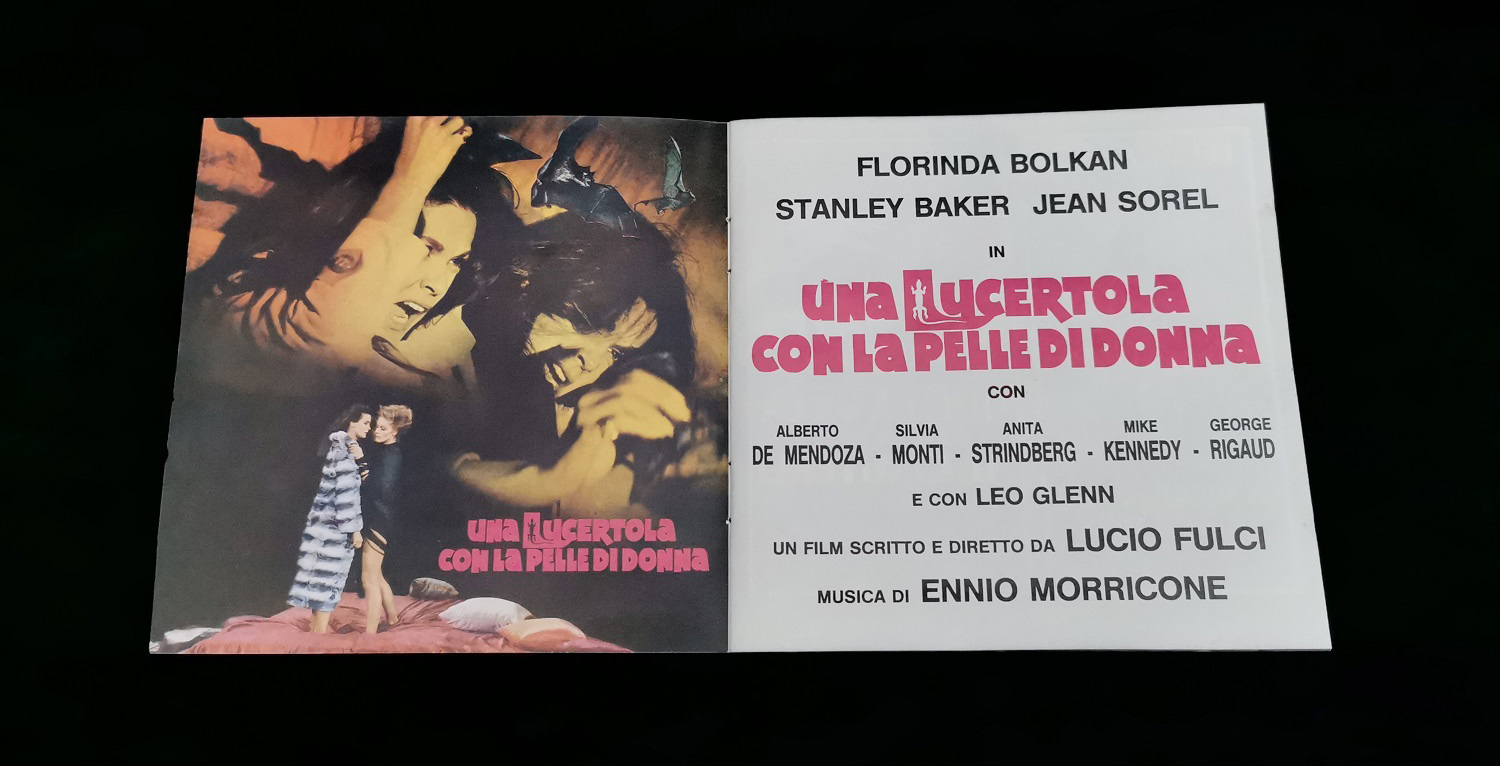 UNA LUCERTOLA
CON LA PELLE DI DONNA
FLORINDA BOLKAN
STANLEY BAKER JEAN SOREL
IN
UNA LUCERTOLA
CON LA PELLE DI DONNA
CON
ALBERTO SILVIA ANITA MIKE GEORGE
DE MENDOZA - MONTI - STRINDBERG - KENNEDY - RIGAUD
E CON LEO GLENN
UN FILM SCRITTO E DIRETTO DA LUCIO FULCI
MUSICA DI ENNIO MORRICONE